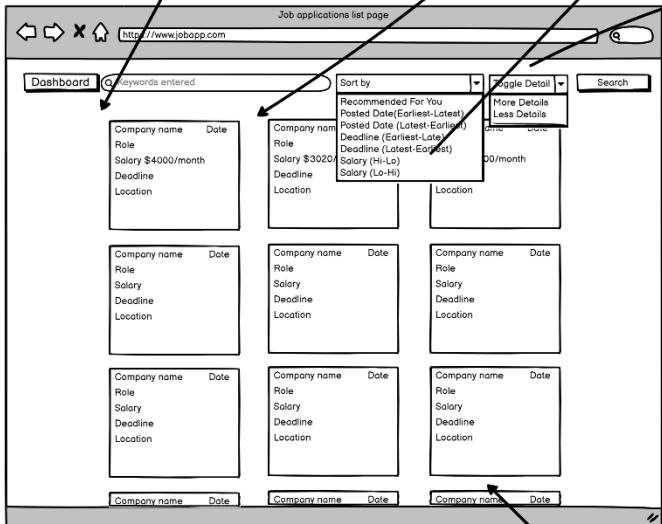 Job applications list page
https://www.jobapp.com
Dashboard
Keywords entered
Sort by
Toggle Detail
Search
Recommended For You
Posted Date(Earliest-Latest)
Posted Date (Latest-Earliest)
Deadline (Earliest-Late)
Deadline (Latest-Earliest)
Salary (Hi-Lo)
Salary (Lo-Hi)
More Details
Less Details
Company name Date
Role
Salary $4000/month
Deadline
Location
Company nam
Role
Salary $3020/
Deadline
Location
Date
00/month
Location
Company name Date
Role
Salary
Deadline
Location
Company name Date
Role
Salary
Deadline
Location
Company name Date
Role
Salary
Deadline
Location
Company name Date
Role
Salary
Deadline
Location
Company name Date
Role
Salary
Deadline
Location
Company name Date
Role
Salary
Deadline
Location
Company name Date
Company name Date
Company name Date